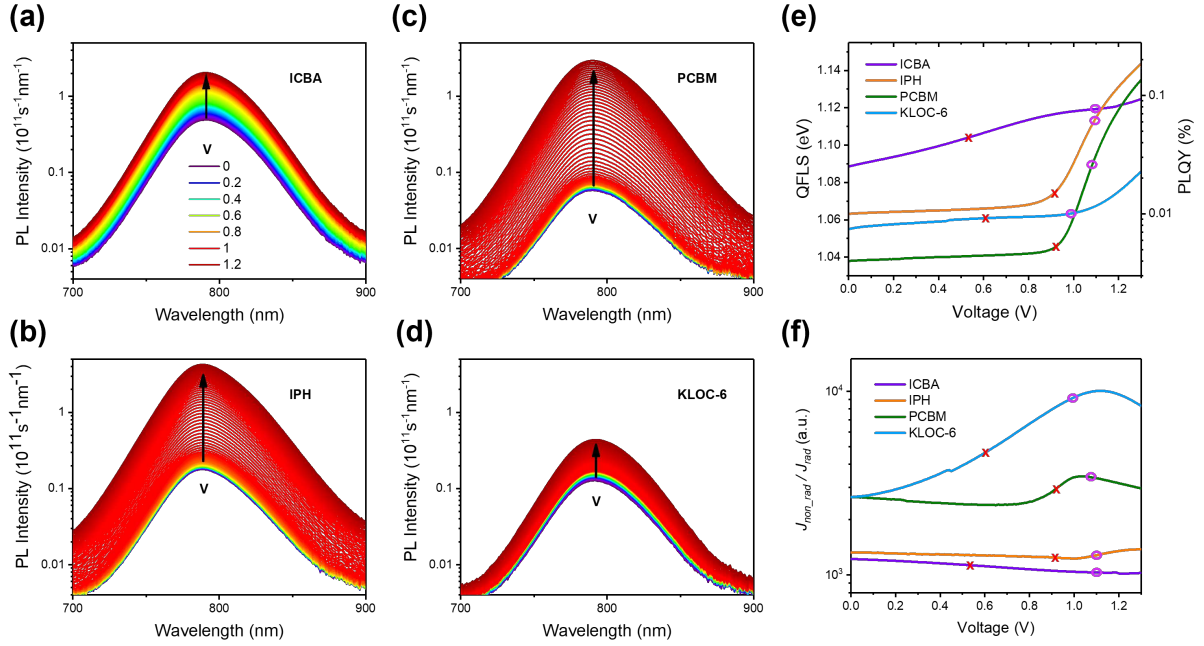 (a)
PL Intensity (10¹¹s⁻¹nm⁻¹)
1
0.1
0.01
ICBA
V
0
0.2
0.4
0.6
0.8
1
1.2
700
800
900
Wavelength (nm)
(c)
PL Intensity (10¹¹s⁻¹nm⁻¹)
1
0.1
0.01
PCBM
V
700
800
900
Wavelength (nm)
(e)
QFLS (eV)
1.14
1.12
1.10
1.08
1.06
1.04
ICBA
IPH
PCBM
KLOC-6
x
x
x
x
0.1
0.01
PLQY (%)
0.0
0.2
0.4
0.6
0.8
1.0
1.2
Voltage (V)
(b)
PL Intensity (10¹¹s⁻¹nm⁻¹)
1
0.1
0.01
IPH
V
700
800
900
Wavelength (nm)
(d)
PL Intensity (10¹¹s⁻¹nm⁻¹)
1
0.1
0.01
KLOC-6
V
700
800
900
Wavelength (nm)
(f)
J_non_rad / J_rad (a.u.)
10⁴
10³
ICBA
IPH
PCBM
KLOC-6
x
x
x
x
0.0
0.2
0.4
0.6
0.8
1.0
1.2
Voltage (V)